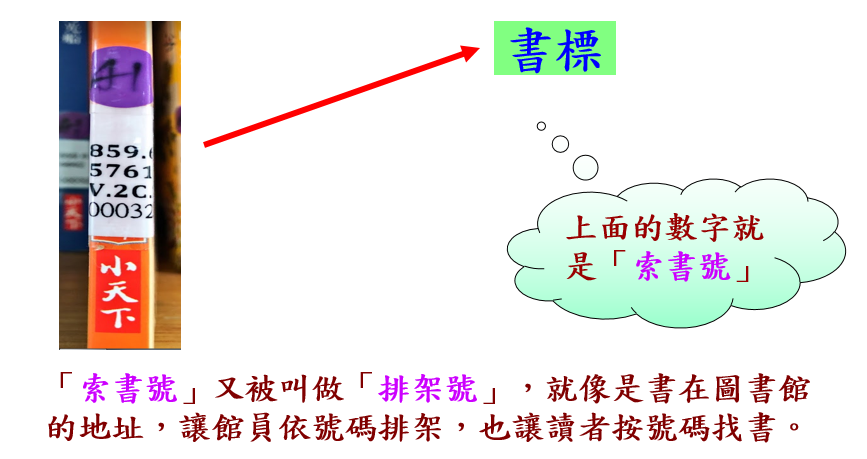 書標
41
859.6
5761
V.2C.
00032
小天下
上面的數字就
是「索書號」
「索書號」又被叫做「排架號」，就像是書在圖書館
的地址，讓館員依號碼排架，也讓讀者按號碼找書。